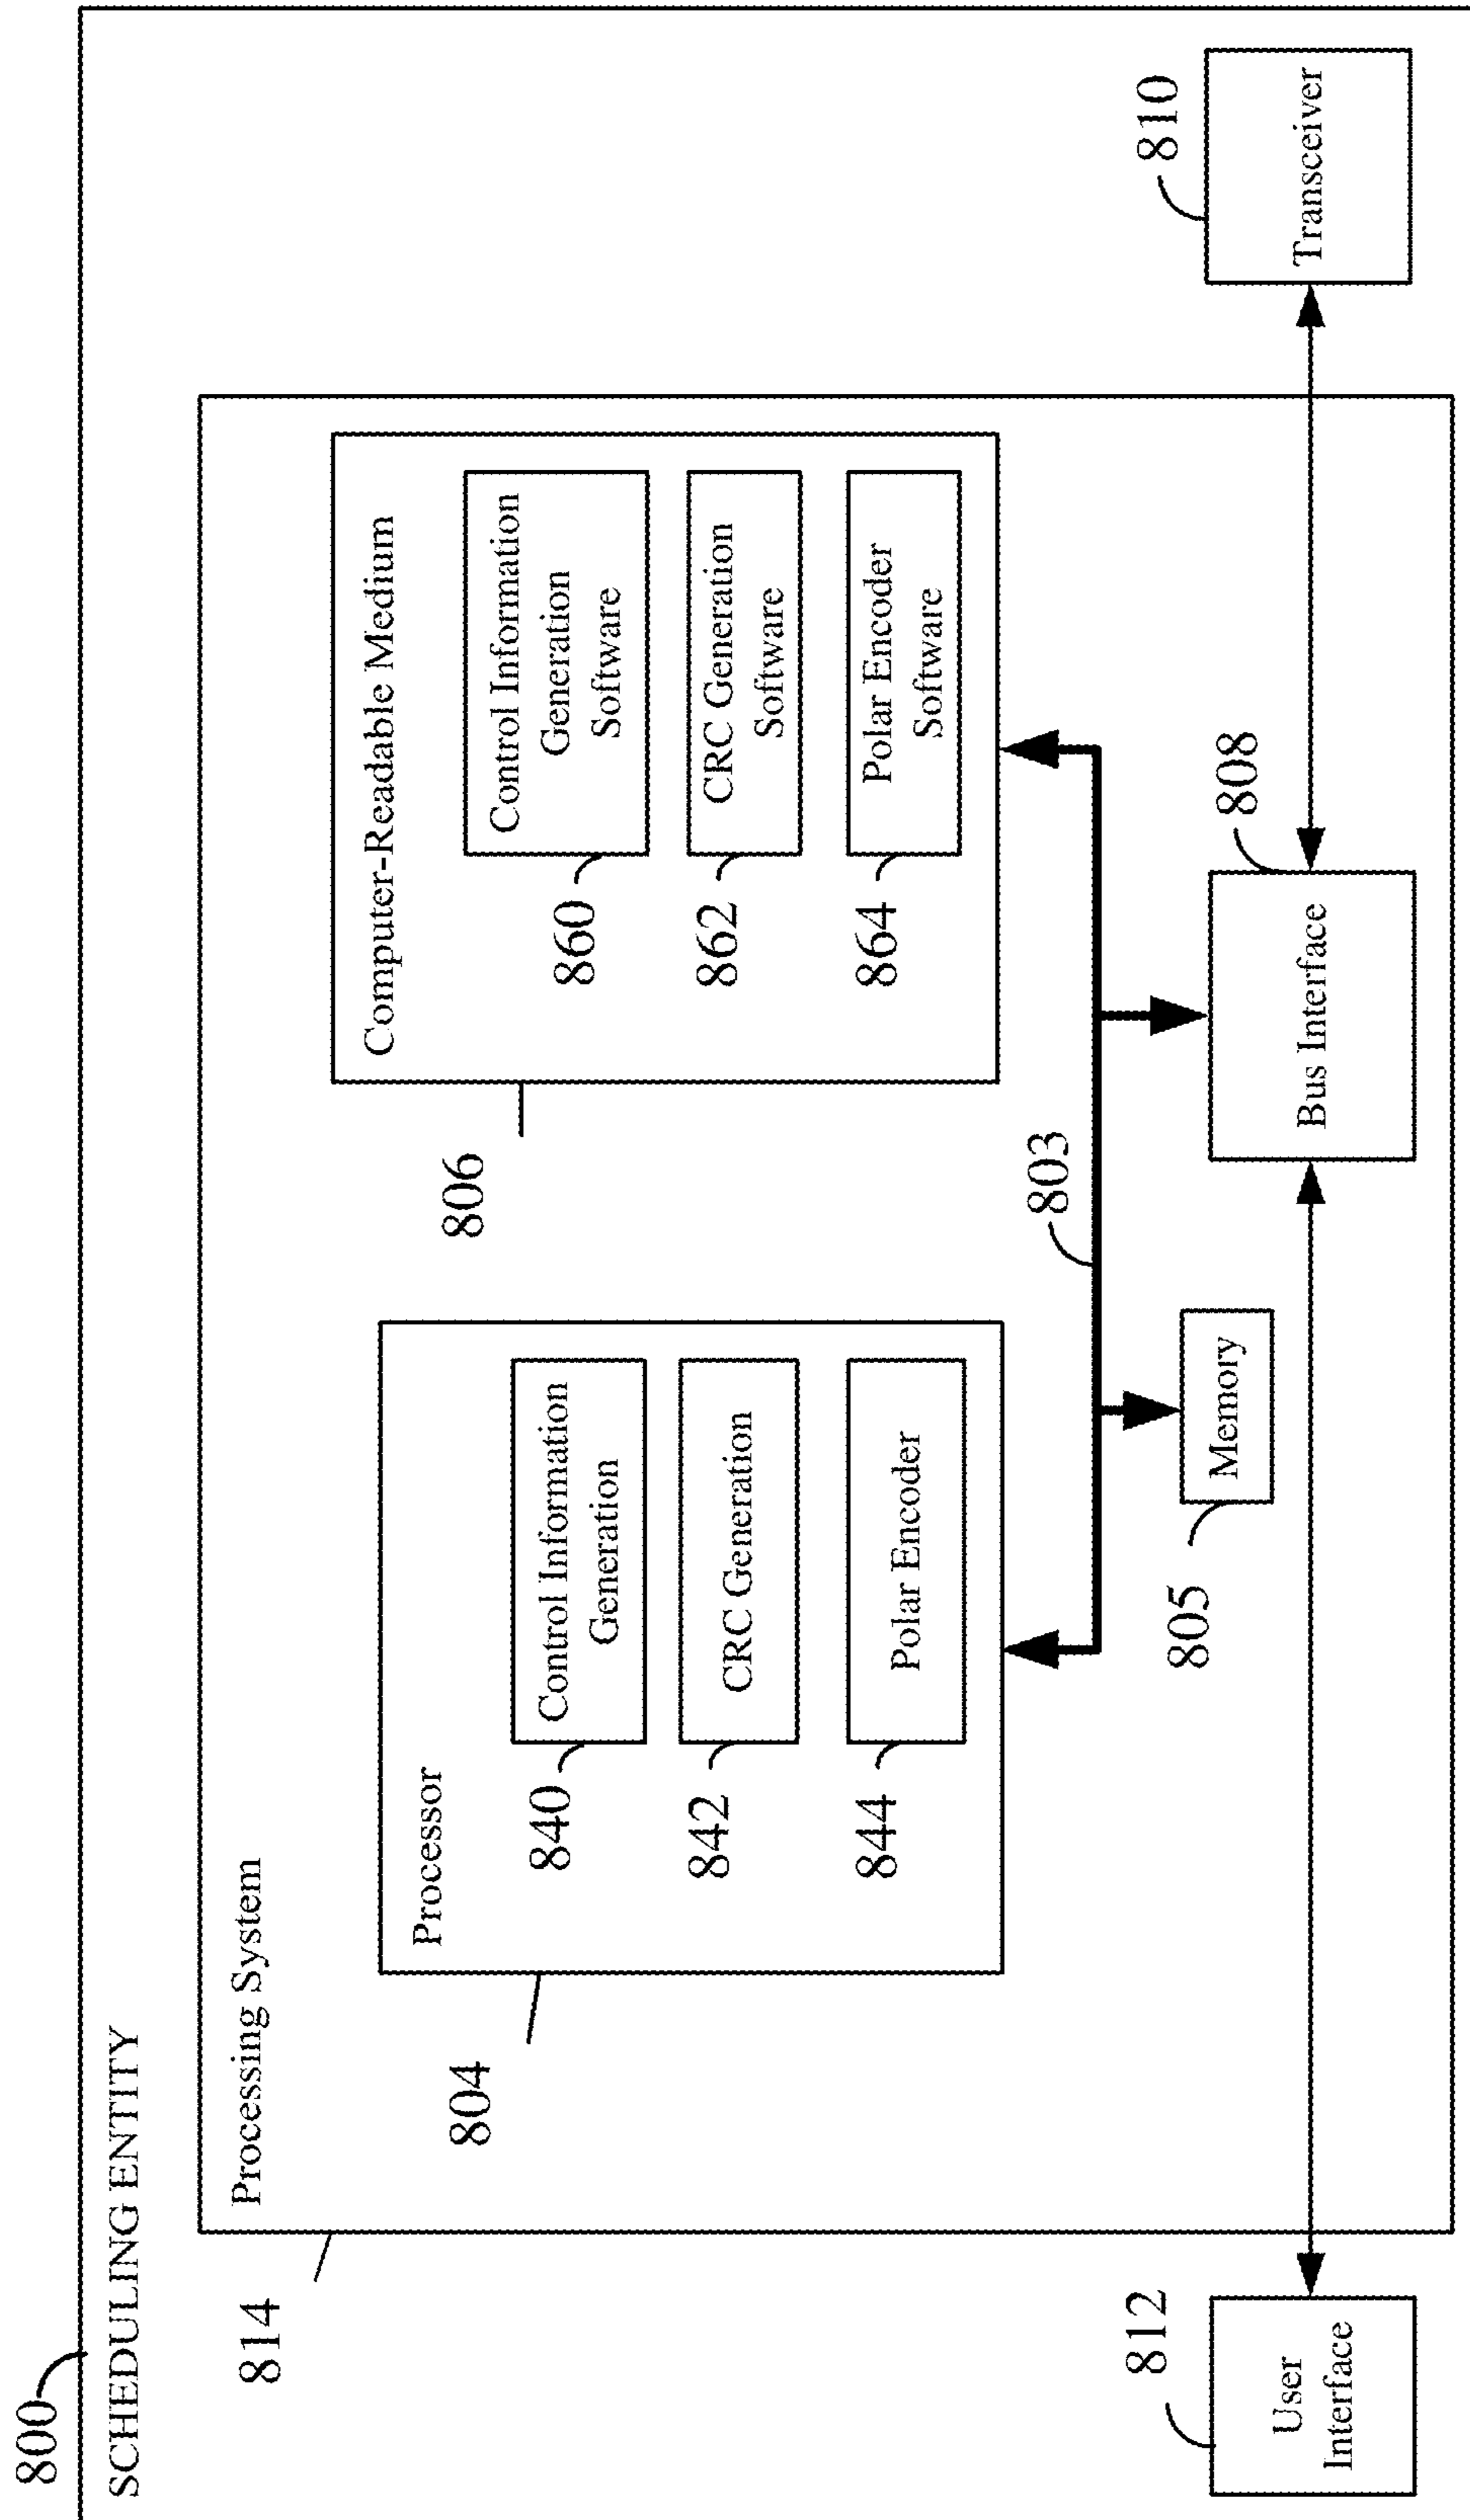 800
SCHEDULING ENTITY
814
Processing System
804
Processor
840
Control Information
Generation
842
CRC Generation
844
Polar Encoder
806
Computer-Readable Medium
860
Control Information
Generation
Software
862
CRC Generation
Software
864
Polar Encoder
Software
803
805
Memory
808
Bus Interface
812
User
Interface
810
Transceiver